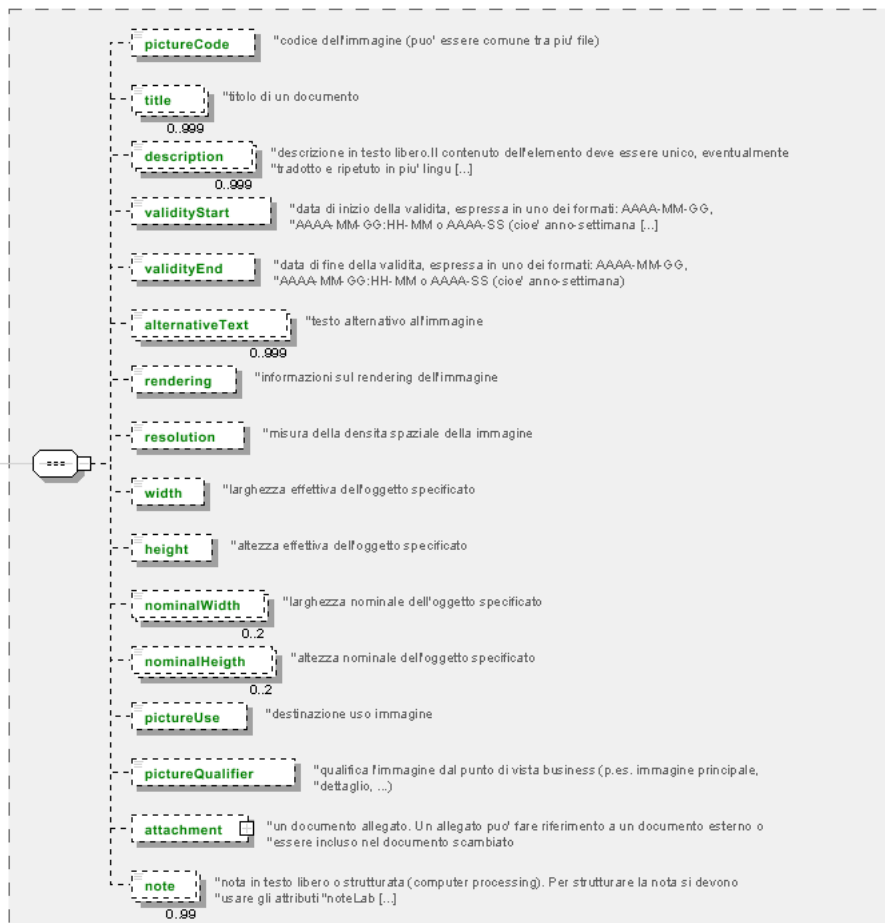 pictureCode "codice dell'immagine (puo' essere comune tra piu' file)
title "titolo di un documento
0..999
description "descrizione in testo libero.Il contenuto dell'elemento deve essere unico, eventualmente
"tradotto e ripetuto in piu' lingu [...]
0..999
validityStart "data di inizio della validita, espressa in uno dei formati: AAAA-MM-GG,
"AAAA-MM-GG:HH-MM o AAAA-SS (cioe' anno-settimana [...]
validityEnd "data di fine della validita, espressa in uno dei formati: AAAA-MM-GG,
"AAAA-MM-GG:HH-MM o AAAA-SS (cioe' anno-settimana)
alternativeText "testo alternativo all'immagine
0..999
rendering "informazioni sul rendering dell'immagine
resolution "misura della densita spaziale della immagine
width "larghezza effettiva dell'oggetto specificato
height "altezza effettiva dell'oggetto specificato
nominalWidth "larghezza nominale dell'oggetto specificato
0..2
nominalHeigth "altezza nominale dell'oggetto specificato
0..2
pictureUse "destinazione uso immagine
pictureQualifier "qualifica l'immagine dal punto di vista business (p.es. immagine principale,
"dettaglio, ...)
attachment "un documento allegato. Un allegato puo' fare riferimento a un documento esterno o
"essere incluso nel documento scambiato
note "nota in testo libero o strutturata (computer processing). Per strutturare la nota si devono
"usare gli attributi "noteLab [...]
0..99